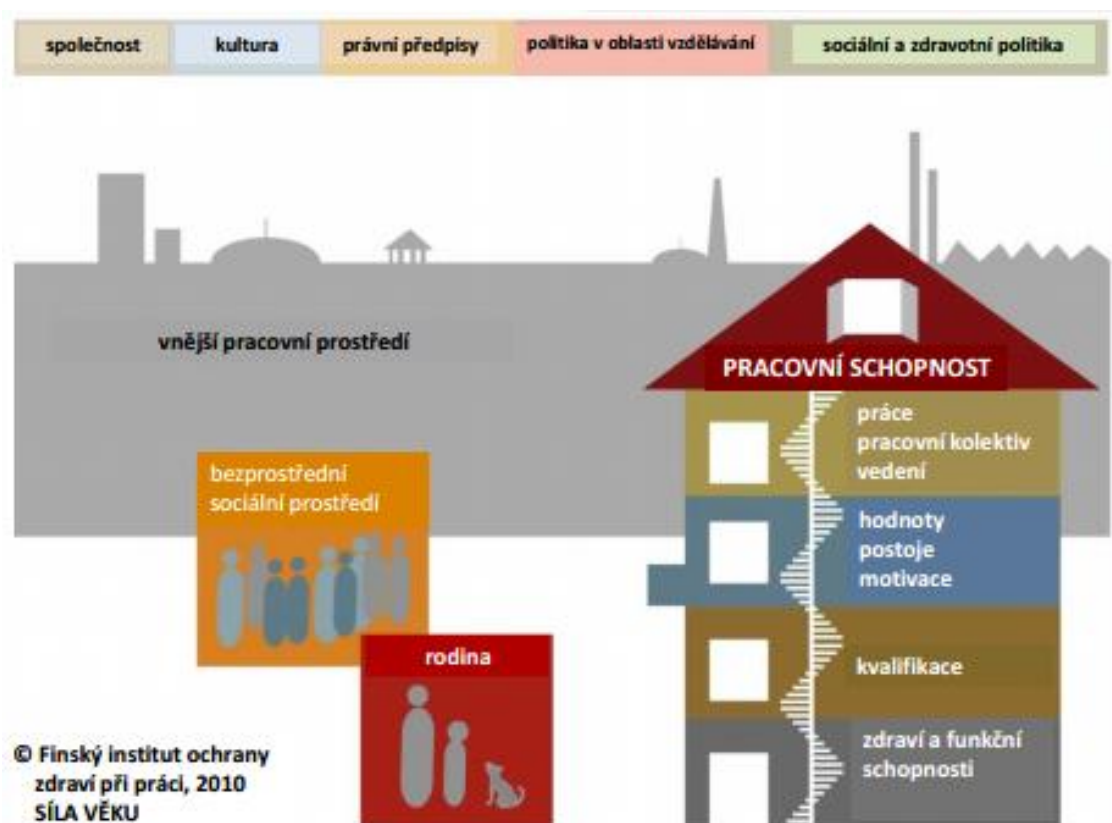 společnost
kultura
právní předpisy
politika v oblasti vzdělávání
sociální a zdravotní politika
vnější pracovní prostředí
PRACOVNÍ SCHOPNOST
práce
pracovní kolektiv
vedení
bezprostřední
sociální prostředí
hodnoty
postoje
motivace
rodina
kvalifikace
zdraví a funkční
schopnosti
© Finský institut ochrany
zdraví při práci, 2010
SÍLA VĚKU